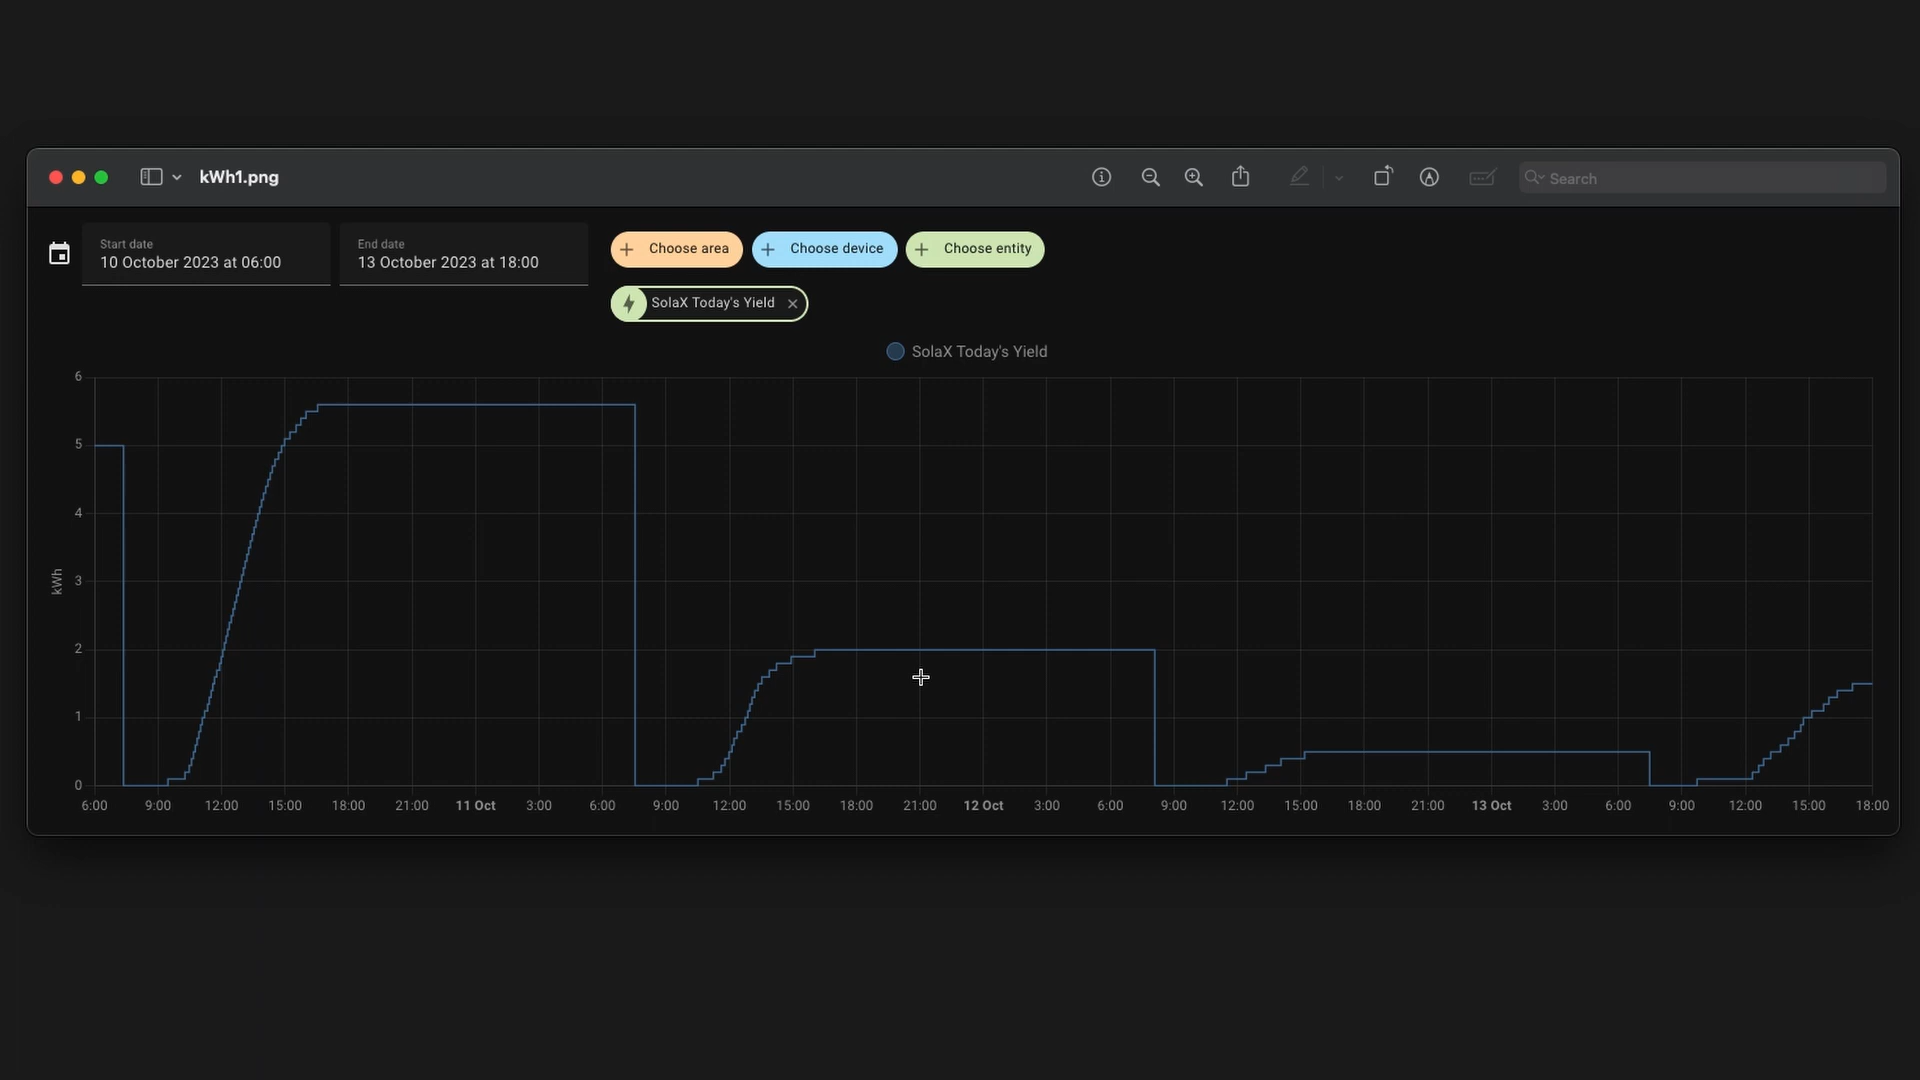 kWh1.png
Search
Start date
10 October 2023 at 06:00
End date
13 October 2023 at 18:00
Choose area
Choose device
Choose entity
SolaX Today's Yield
SolaX Today's Yield
6
5
4
3
2
1
0
kWh
6:00 9:00 12:00 15:00 18:00 21:00 11 Oct 3:00 6:00 9:00 12:00 15:00 18:00 21:00 12 Oct 3:00 6:00 9:00 12:00 15:00 18:00 21:00 13 Oct 3:00 6:00 9:00 12:00 15:00 18:00